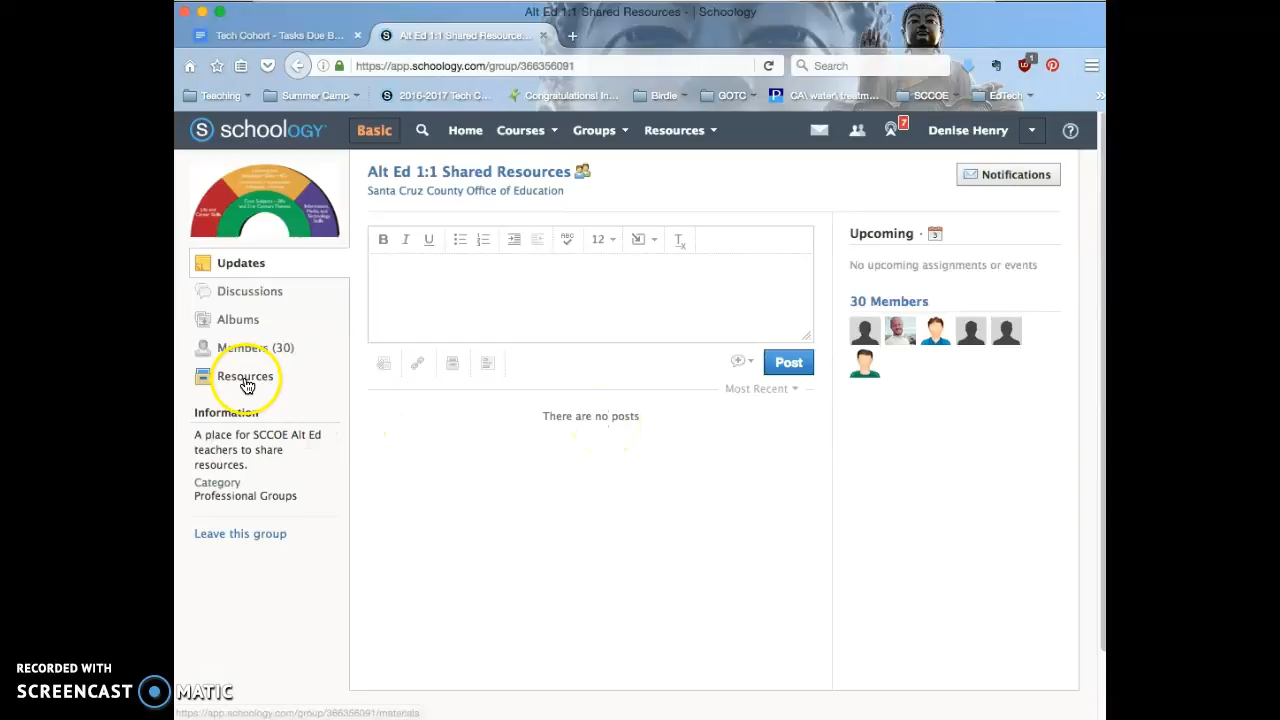 Alt Ed 1:1 Shared Resources - | Schoology
Tech Cohort - Tasks Due B...
Alt Ed 1:1 Shared Resource...
https://app.schoology.com/group/366356091
Search
1
Teaching
Summer Camp
2016-2017 Tech C...
Congratulations! In...
Birdie
GOTC
CA\ water\ treatm...
SCCOE
EdTech
S schoology
Basic
Home
Courses
Groups
Resources
7
Denise Henry
Alt Ed 1:1 Shared Resources
Santa Cruz County Office of Education
Notifications
Updates
Discussions
Albums
Members (30)
Resources
Information
A place for SCCOE Alt Ed
teachers to share
resources.
Category
Professional Groups
Leave this group
B I U
ABC
12
Tx
Post
Most Recent
There are no posts
Upcoming ·
3
No upcoming assignments or events
30 Members
https://app.schoology.com/group/366356091/materials
RECORDED WITH
SCREENCAST MATIC